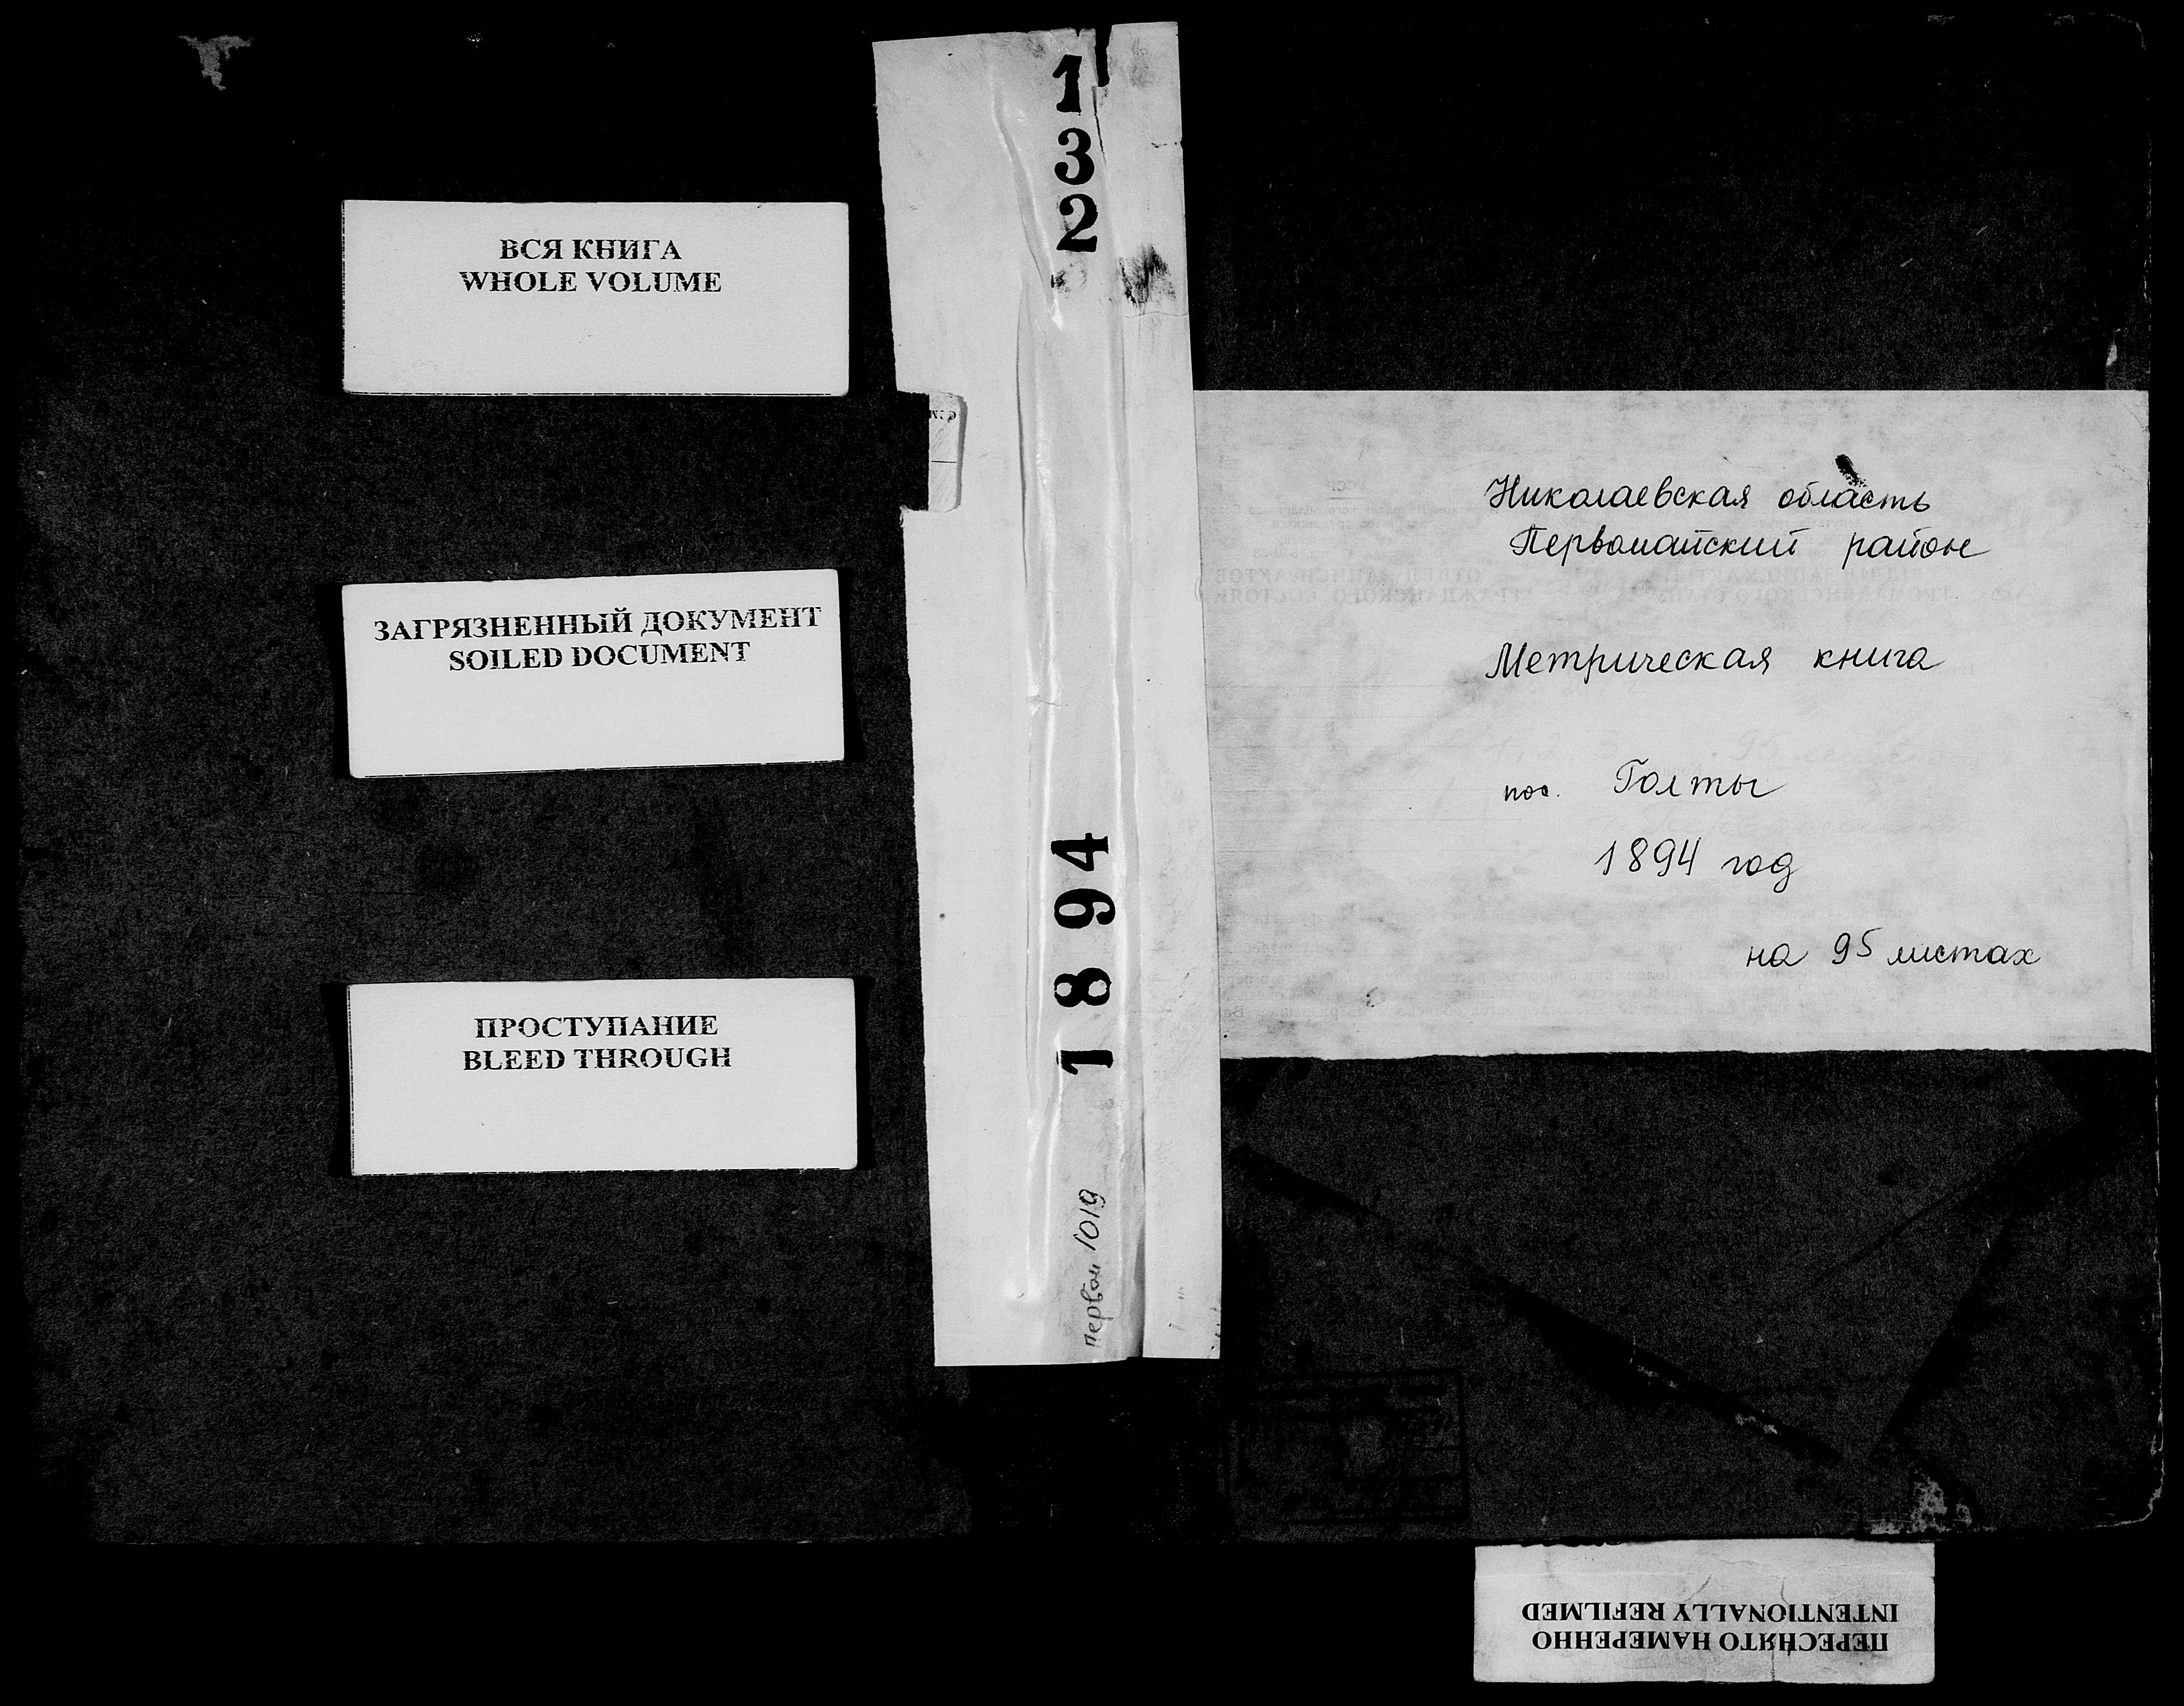 ВСЯ КНИГА
WHOLE VOLUME
ЗАГРЯЗНЕННЫЙ ДОКУМЕНТ
SOILED DOCUMENT
ПРОСТУПАНИЕ
BLEED THROUGH
132
1894
первом 1019
Николаевская область
Первомайский район
Метрическая книга
пос. Голты
1894 год
на 95 листах
ПЕРЕСНЯТО НАМЕРЕННО
INTENTIONALLY REFILMED